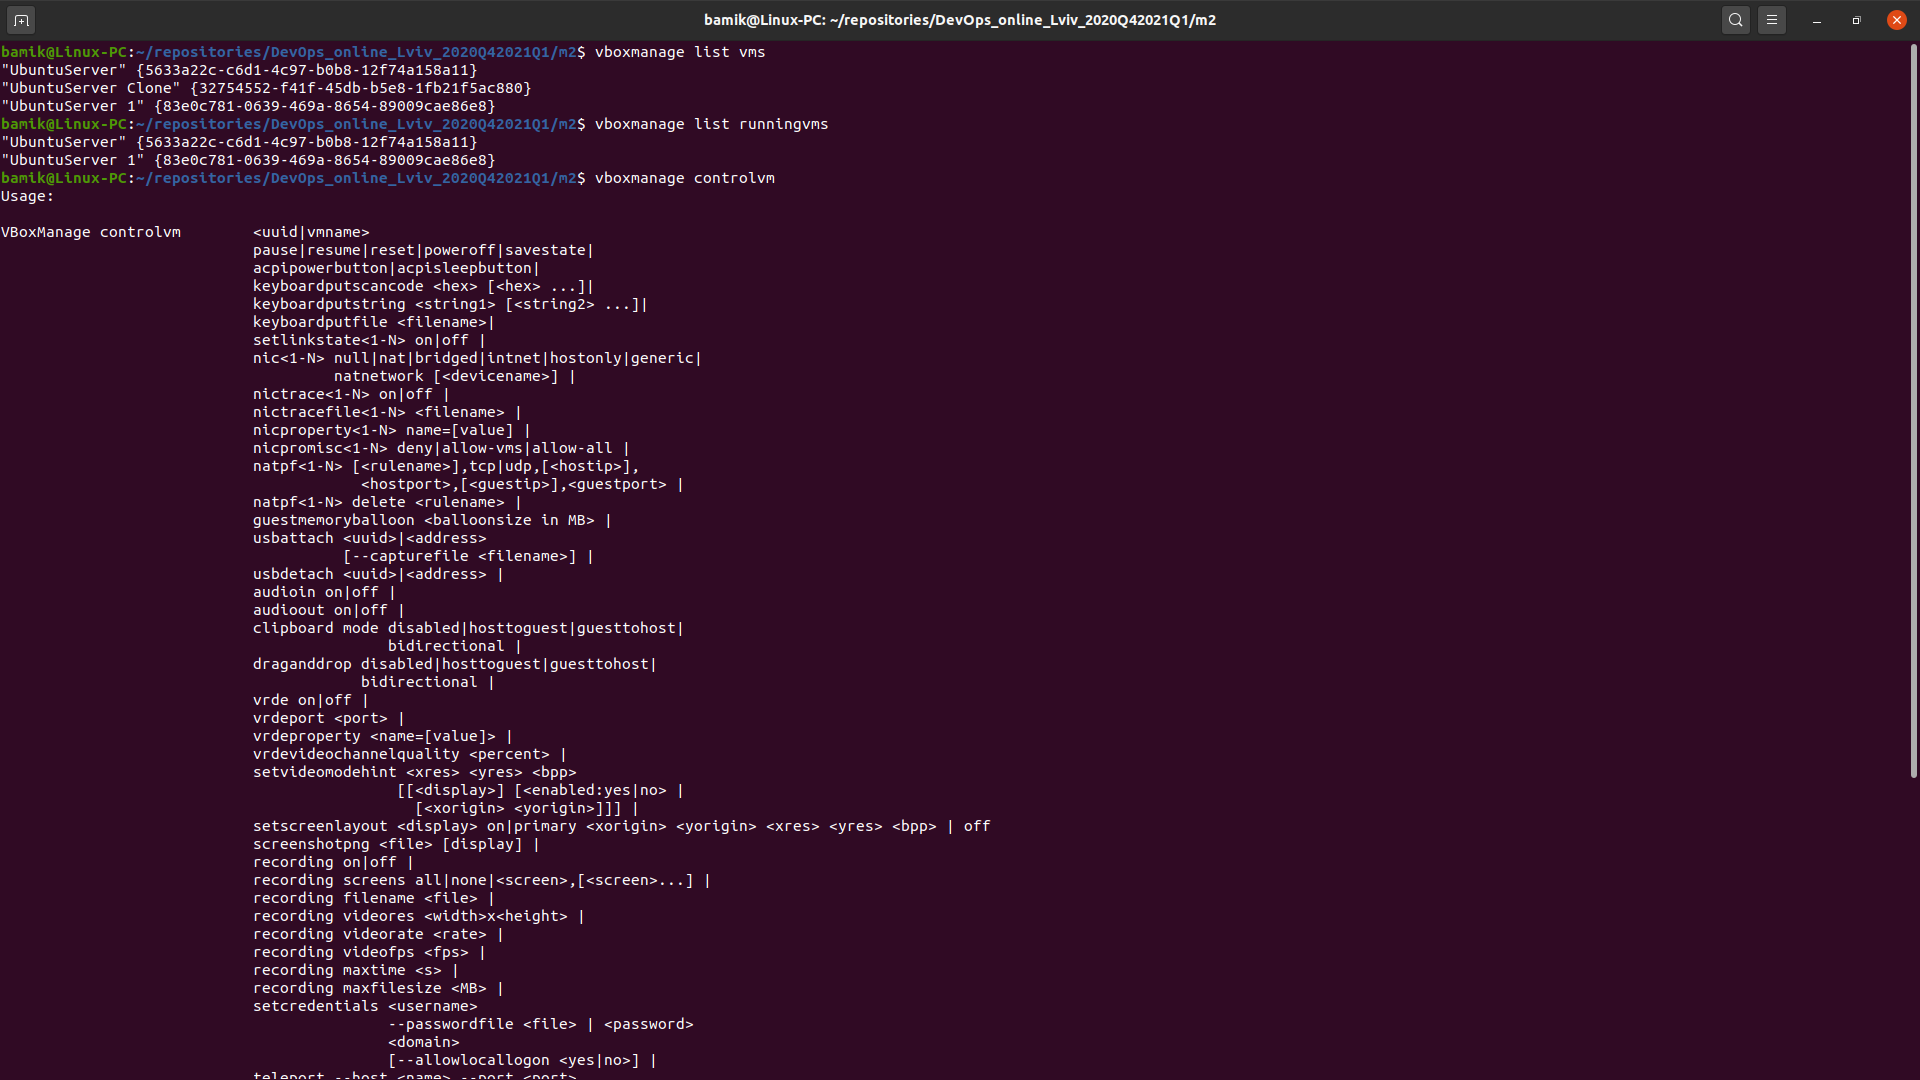 bamik@Linux-PC: ~/repositories/DevOps_online_Lviv_2020Q42021Q1/m2
bamik@Linux-PC:~/repositories/DevOps_online_Lviv_2020Q42021Q1/m2$ vboxmanage list vms
"UbuntuServer" {5633a22c-c6d1-4c97-b0b8-12f74a158a11}
"UbuntuServer Clone" {32754552-f41f-45db-b5e8-1fb21f5ac880}
"UbuntuServer 1" {83e0c781-0639-469a-8654-89009cae86e8}
bamik@Linux-PC:~/repositories/DevOps_online_Lviv_2020Q42021Q1/m2$ vboxmanage list runningvms
"UbuntuServer" {5633a22c-c6d1-4c97-b0b8-12f74a158a11}
"UbuntuServer 1" {83e0c781-0639-469a-8654-89009cae86e8}
bamik@Linux-PC:~/repositories/DevOps_online_Lviv_2020Q42021Q1/m2$ vboxmanage controlvm
Usage:
VBoxManage controlvm        <uuid|vmname>
pause|resume|reset|poweroff|savestate|
acpipowerbutton|acpisleepbutton|
keyboardputscancode <hex> [<hex> ...]|
keyboardputstring <string1> [<string2> ...]|
keyboardputfile <filename>|
setlinkstate<1-N> on|off |
nic<1-N> null|nat|bridged|intnet|hostonly|generic|
natnetwork [<devicename>] |
nictrace<1-N> on|off |
nictracefile<1-N> <filename> |
nicproperty<1-N> name=[value] |
nicpromisc<1-N> deny|allow-vms|allow-all |
natpf<1-N> [<rulename>],tcp|udp,[<hostip>],
<hostport>,[<guestip>],<guestport> |
natpf<1-N> delete <rulename> |
guestmemoryballoon <balloonsize in MB> |
usbattach <uuid>|<address>
[--capturefile <filename>] |
usbdetach <uuid>|<address> |
audioin on|off |
audioout on|off |
clipboard mode disabled|hosttoguest|guesttohost|
bidirectional |
draganddrop disabled|hosttoguest|guesttohost|
bidirectional |
vrde on|off |
vrdeport <port> |
vrdeproperty <name=[value]> |
vrdevideochannelquality <percent> |
setvideomodehint <xres> <yres> <bpp>
[[<display>] [<enabled:yes|no> |
[<xorigin> <yorigin>]]] |
setscreenlayout <display> on|primary <xorigin> <yorigin> <xres> <yres> <bpp> | off
screenshotpng <file> [display] |
recording on|off |
recording screens all|none|<screen>,[<screen>...] |
recording filename <file> |
recording videores <width>x<height> |
recording videorate <rate> |
recording videofps <fps> |
recording maxtime <s> |
recording maxfilesize <MB> |
setcredentials <username>
--passwordfile <file> | <password>
<domain>
[--allowlocallogon <yes|no>] |
teleport --host <name> --port <port>